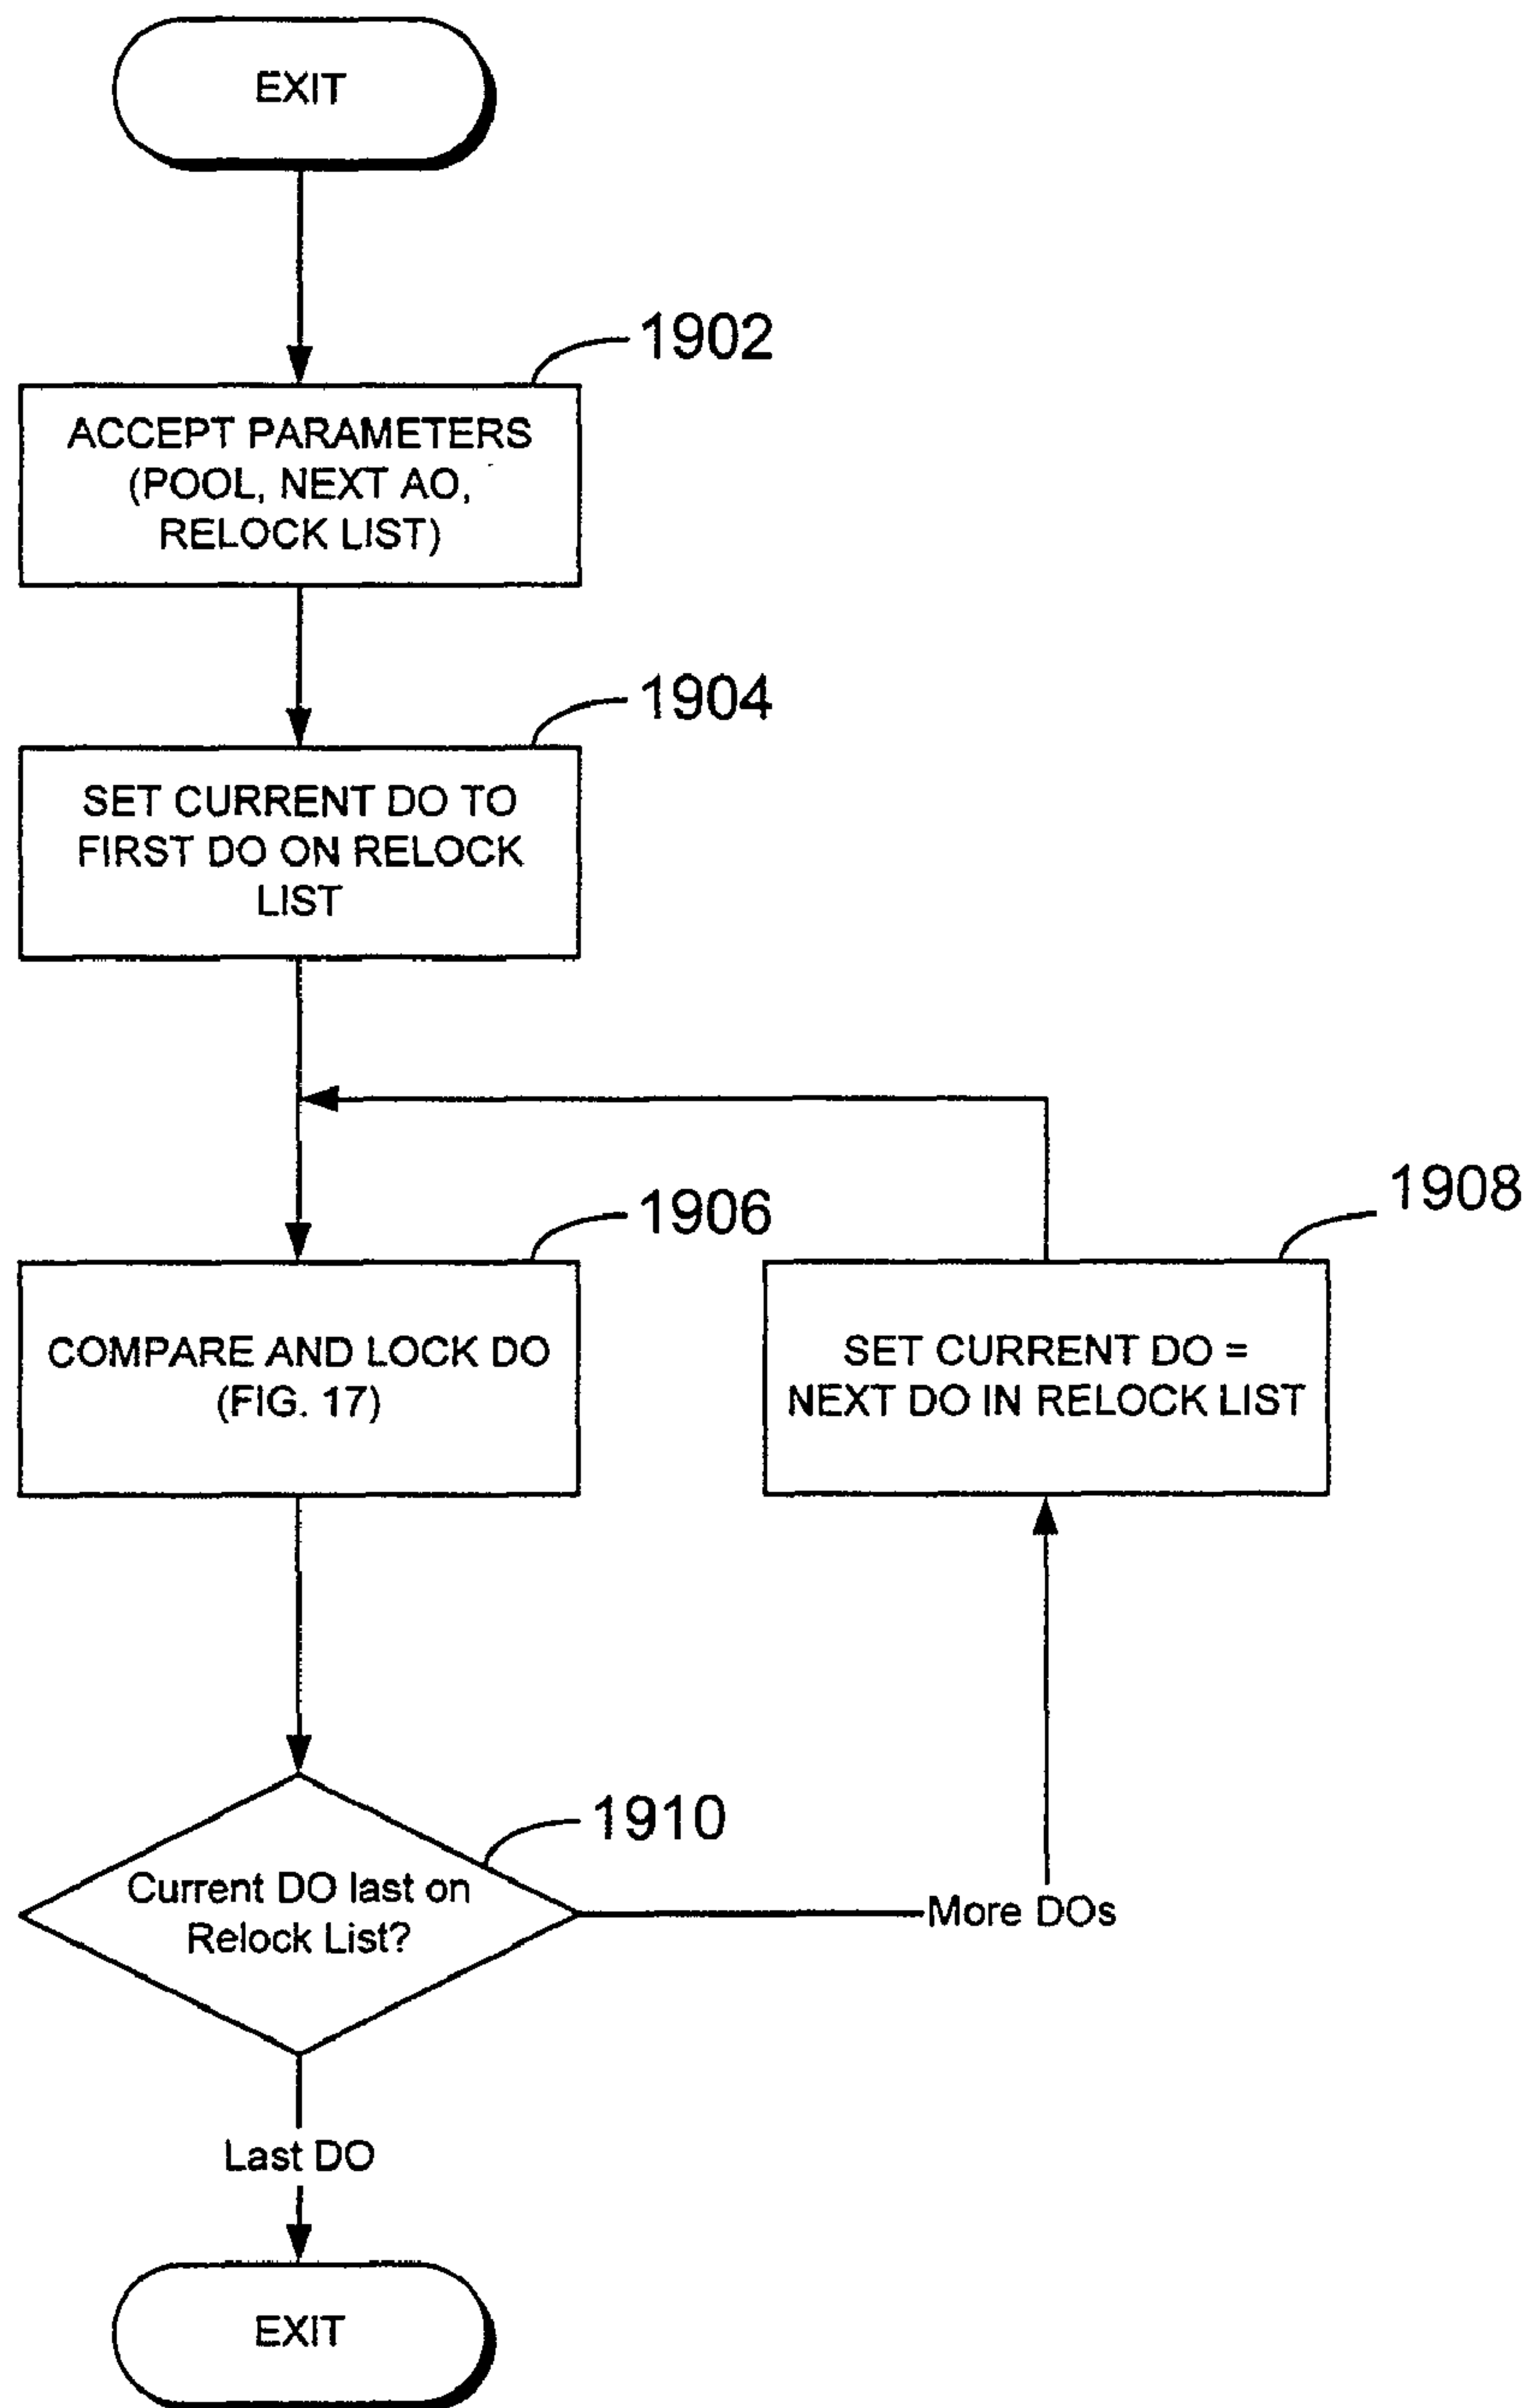 EXIT
1902
ACCEPT PARAMETERS
(POOL, NEXT AO,
RELOCK LIST)
1904
SET CURRENT DO TO
FIRST DO ON RELOCK
LIST
1906
COMPARE AND LOCK DO
(FIG. 17)
1908
SET CURRENT DO =
NEXT DO IN RELOCK LIST
1910
Current DO last on
Relock List?
More DOs
Last DO
EXIT